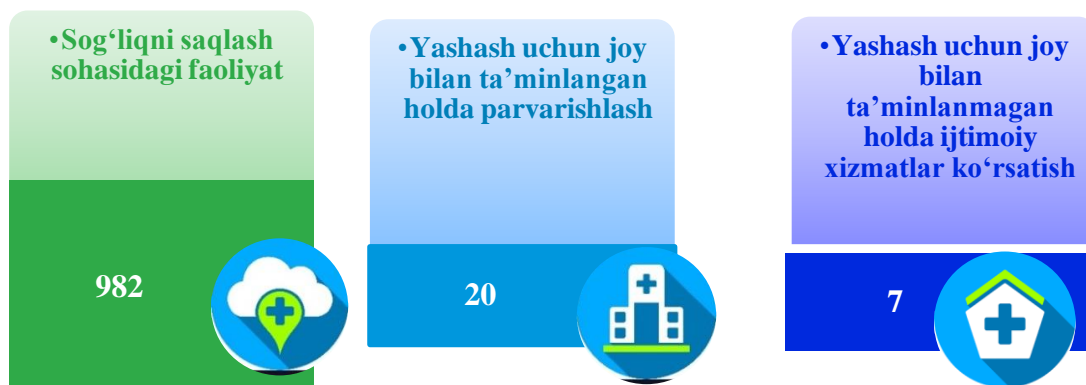 •Sog‘liqni saqlash
sohasidagi faoliyat
982
•Yashash uchun joy
bilan ta’minlangan
holda parvarishlash
20
•Yashash uchun joy
bilan
ta’minlanmagan
holda ijtimoiy
xizmatlar ko‘rsatish
7